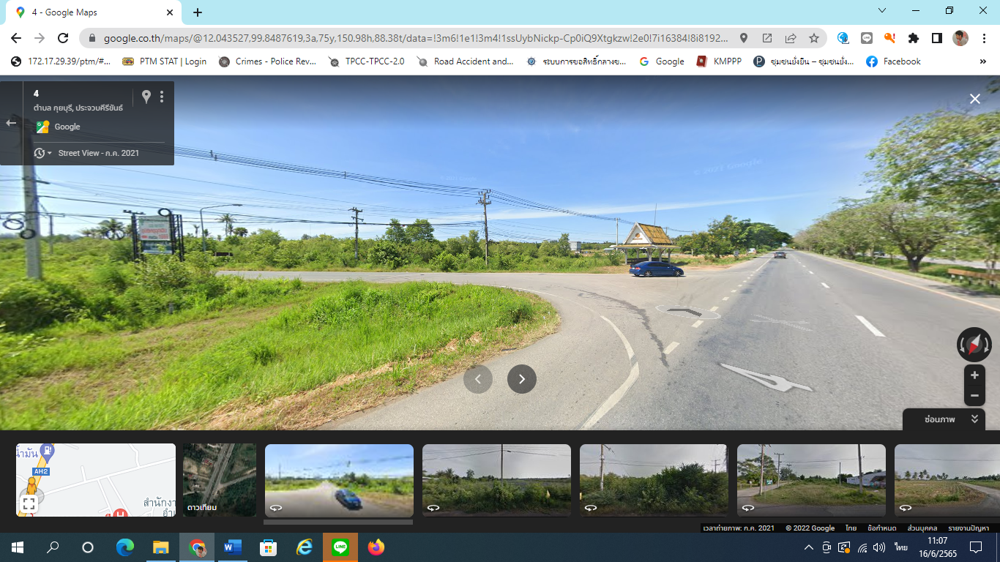 4 - Google Maps
google.co.th/maps/@12.043527,99.8487619,3a,75y,150.98h,88.38t/data=!3m6!1e1!3m4!1ssUybNickp-Cp0iQ9Xtgkzw!2e0!7i16384!8i8192...
172.17.29.39/ptm/#... PTM STAT | Login Crimes - Police Rev... TPCC-TPCC-2.0 Road Accident and... ระบบการขอสิทธิ์กลางข... Google KMPPP ชุมชนยั่งยืน – ชุมชนยั่ง... Facebook »
4
ตำบล กุยบุรี, ประจวบคีรีขันธ์
Google
Street View - ก.ค. 2021
ซ่อนภาพ
น้ำมัน
AH2
สำนักง
ดาวเทียม
เวลาถ่ายภาพ: ก.ค. 2021 © 2022 Google ไทย ข้อกำหนด ส่วนบุคคล รายงานปัญหา
LINE
ไทย
11:07
16/6/2565